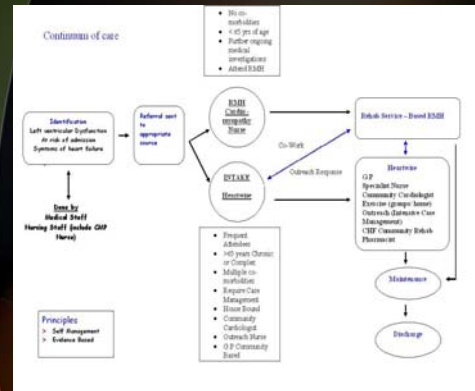 Continuum of care
No co-
morbidities
< 65 yrs of age
Further ongoing
medical
investigations
Attend RMH
Identification
Left ventricular Dysfunction
At risk of admission
Symptoms of heart failure
Referral sent
to
appropriate
source
RMH
Cardio-
myopathy
Nurse
Rehab Service – Based RMH
Co-Work
Outreach Response
INTAKE
Heartwise
Heartwise
G.P
Specialist Nurse
Community Cardiologist
Exercise (groups/ home)
Outreach (Intensive Care
Management)
CHF Community Rehab
Pharmacist
Done by
Medical Staff
Nursing Staff (include CMP
Nurse)
Frequent
Attenders
>65 years Chronic
or Complex
Multiple co-
morbidities
Require Care
Management
House Bound
Community
Cardiologist
Outreach Nurse
G.P Community
Based
Maintenance
Discharge
Principles
Self Management
Evidence Based